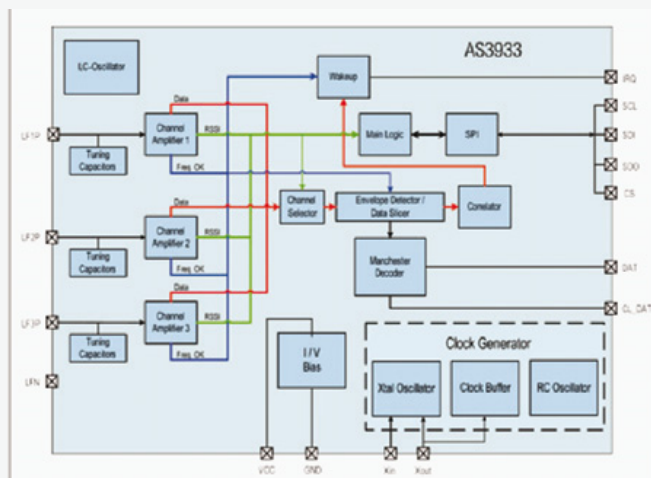 AS3933
LC-Oscillator
Wakeup
IRQ
SCL
Data
Channel
Amplifier 1
RSSI
Main Logic
SPI
SDI
LF1P
Tuning
Capacitors
Freq. OK
SDO
CS
Data
Channel
Selector
Envelope Detector /
Data Slicer
Correlator
LF2P
Channel
Amplifier 2
RSSI
Tuning
Capacitors
Freq. OK
Manchester
Decoder
DAT
Data
CL_DAT
LF3P
Channel
Amplifier 3
RSSI
Tuning
Capacitors
Freq. OK
I / V
Bias
Clock Generator
Xtal Oscillator
Clock Buffer
RC Oscillator
LFN
VCC
GND
Xin
Xout